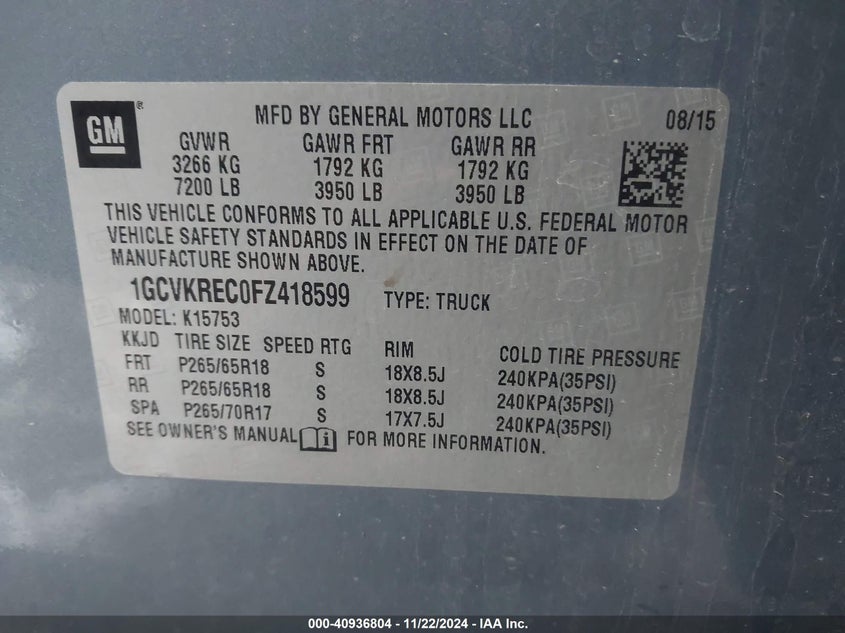 GM ®
MFD BY GENERAL MOTORS LLC 08/15
GVWR GAWR FRT GAWR RR
3266 KG 1792 KG 1792 KG
7200 LB 3950 LB 3950 LB
THIS VEHICLE CONFORMS TO ALL APPLICABLE U.S. FEDERAL MOTOR
VEHICLE SAFETY STANDARDS IN EFFECT ON THE DATE OF
MANUFACTURE SHOWN ABOVE.
1GCVKREC0FZ418599 TYPE: TRUCK
MODEL: K15753
KKJD TIRE SIZE SPEED RTG RIM COLD TIRE PRESSURE
FRT P265/65R18 S 18X8.5J 240KPA(35PSI)
RR P265/65R18 S 18X8.5J 240KPA(35PSI)
SPA P265/70R17 S 17X7.5J 240KPA(35PSI)
SEE OWNER'S MANUAL i FOR MORE INFORMATION.
000-40936804 - 11/22/2024 - IAA Inc.